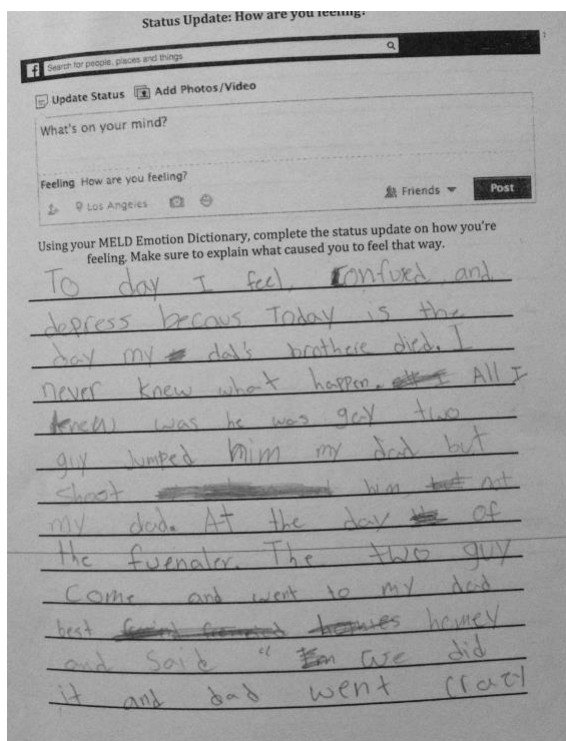 Status Update: How are you feeling?
f Search for people, places and things
Update Status Add Photos/Video
What's on your mind?
Feeling How are you feeling?
Los Angeles Friends Post
Using your MELD Emotion Dictionary, complete the status update on how you're
feeling. Make sure to explain what caused you to feel that way.
To day I feel, confused and
depress becaus Today is the
day my dad's brothere died. I
never knew what happen. All I
knew was he was gay two
guy Jumped him my dad but
shoot him, not
my dad. At the day of
the fuenaler. The two guy
Come and went to my dad
best homey
and said " we did
it and dad went crazy